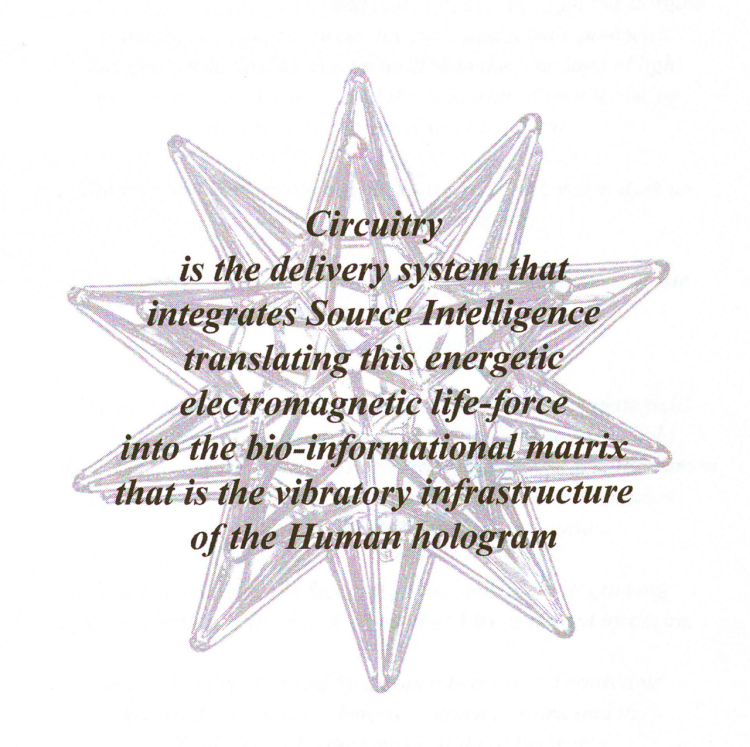 Circuitry
is the delivery system that
integrates Source Intelligence
translating this energetic
electromagnetic life-force
into the bio-informational matrix
that is the vibratory infrastructure
of the Human hologram